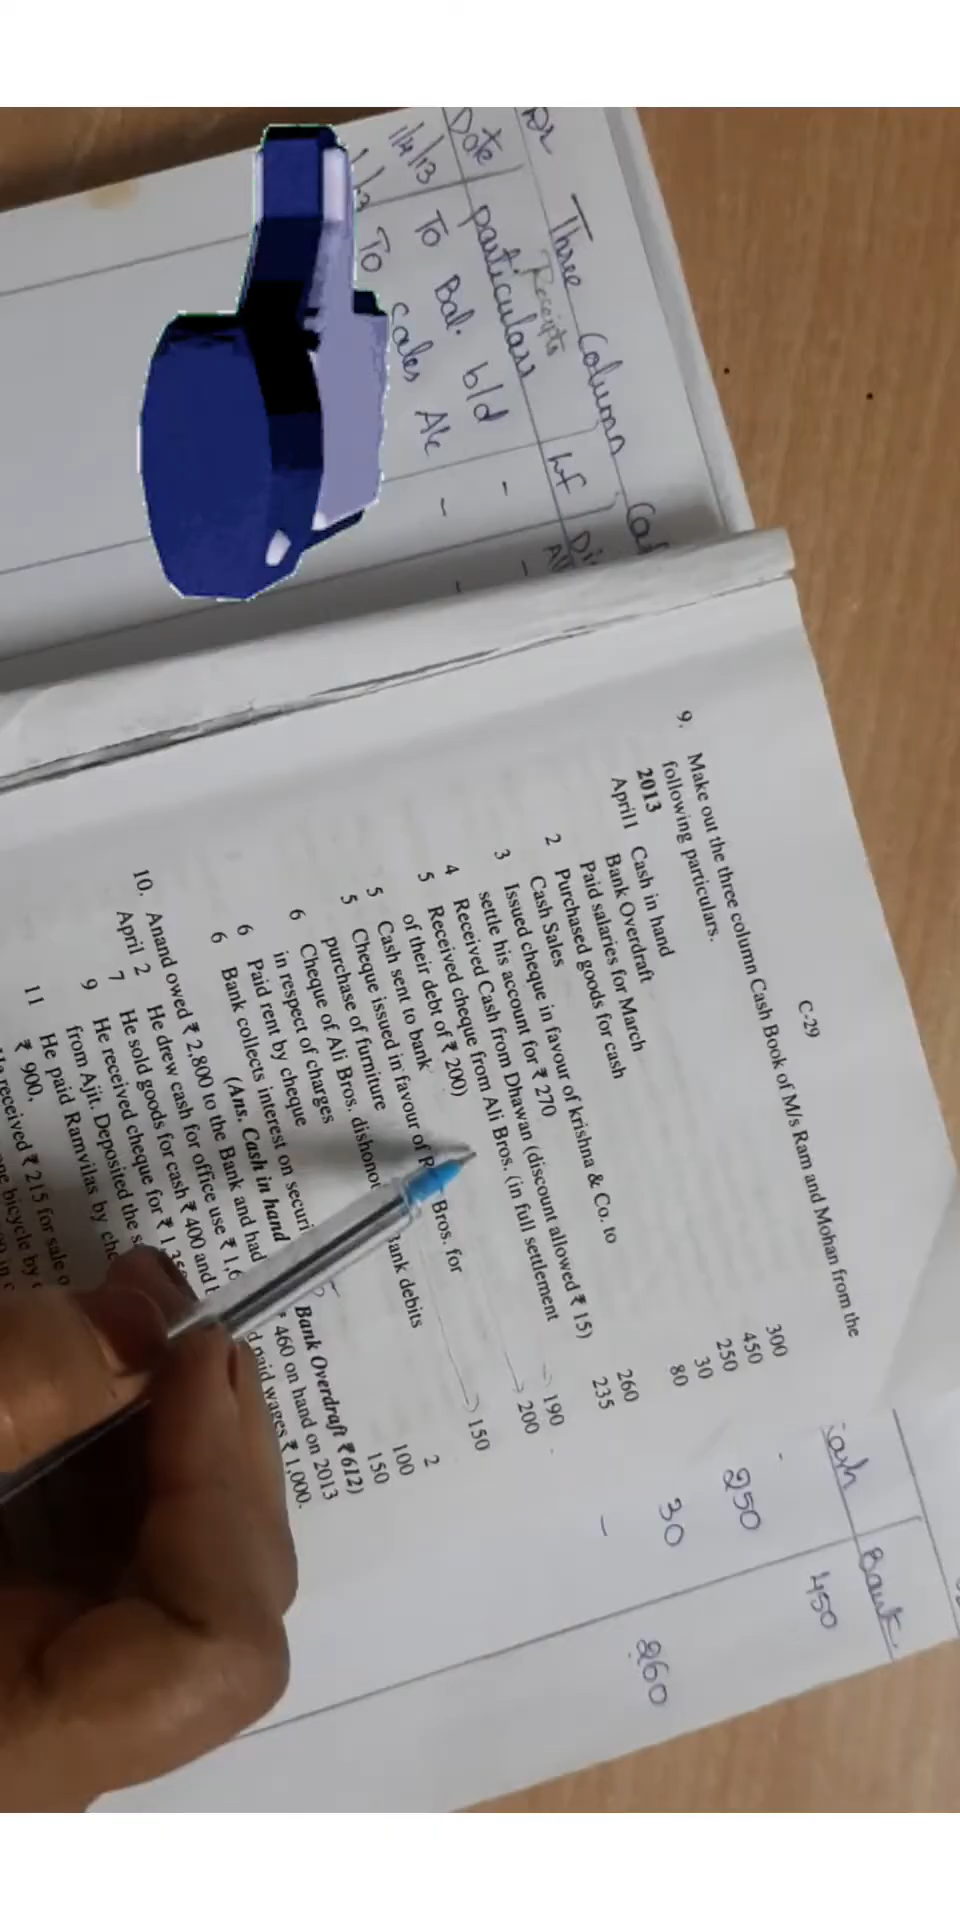 Three Column Ca
Dr
Receipts
Date particulars L.f Di
All
1/4/13 To Bal. b/d - -
To Sales A/c - -
C-29
9. Make out the three column Cash Book of M/s Ram and Mohan from the
following particulars.
2013
April1 Cash in hand 300
Bank Overdraft 450
Paid salaries for March 250
Purchased goods for cash 30
2 Cash Sales 80
3 Issued cheque in favour of krishna & Co. to
settle his account for ₹ 270 260
4 Received Cash from Dhawan (discount allowed ₹ 15) 235
5 Received cheque from Ali Bros. (in full settlement
of their debt of ₹ 200) 190
5 Cash sent to bank 200
5 Cheque issued in favour of R Bros. for
purchase of furniture 150
6 Cheque of Ali Bros. dishono Bank debits
in respect of charges 2
6 Paid rent by cheque 100
6 Bank collects interest on securi 150
(Ans. Cash in hand Bank Overdraft ₹ 612)
10. Anand owed ₹ 2,800 to the Bank and had ₹ 460 on hand on 2013
April 2 He drew cash for office use ₹ 1,6 d paid wages ₹ 1,000.
7 He sold goods for cash ₹ 400 and
9 He received cheque for ₹ 1,35
from Ajit. Deposited the s
11 He paid Ramvilas by che
₹ 900.
received ₹ 215 for sale o
bicycle by
Cash Bank
- 450
250
30
- 260